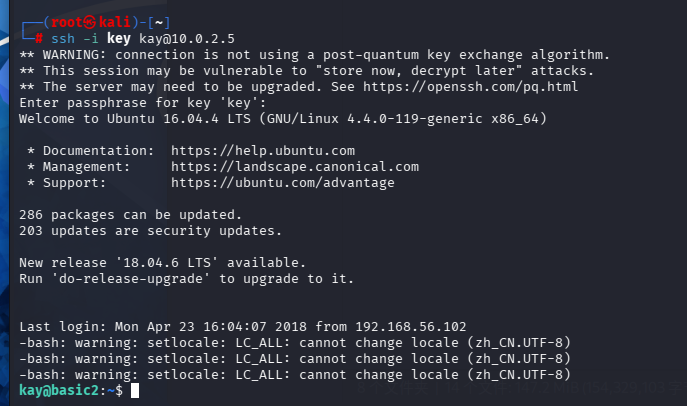 ┌──(root㉿kali)-[~]
└─# ssh -i key kay@10.0.2.5
** WARNING: connection is not using a post-quantum key exchange algorithm.
** This session may be vulnerable to "store now, decrypt later" attacks.
** The server may need to be upgraded. See https://openssh.com/pq.html
Enter passphrase for key 'key':
Welcome to Ubuntu 16.04.4 LTS (GNU/Linux 4.4.0-119-generic x86_64)
* Documentation:  https://help.ubuntu.com
* Management:     https://landscape.canonical.com
* Support:        https://ubuntu.com/advantage
286 packages can be updated.
203 updates are security updates.
New release '18.04.6 LTS' available.
Run 'do-release-upgrade' to upgrade to it.
Last login: Mon Apr 23 16:04:07 2018 from 192.168.56.102
-bash: warning: setlocale: LC_ALL: cannot change locale (zh_CN.UTF-8)
-bash: warning: setlocale: LC_ALL: cannot change locale (zh_CN.UTF-8)
-bash: warning: setlocale: LC_ALL: cannot change locale (zh_CN.UTF-8)
kay@basic2:~$